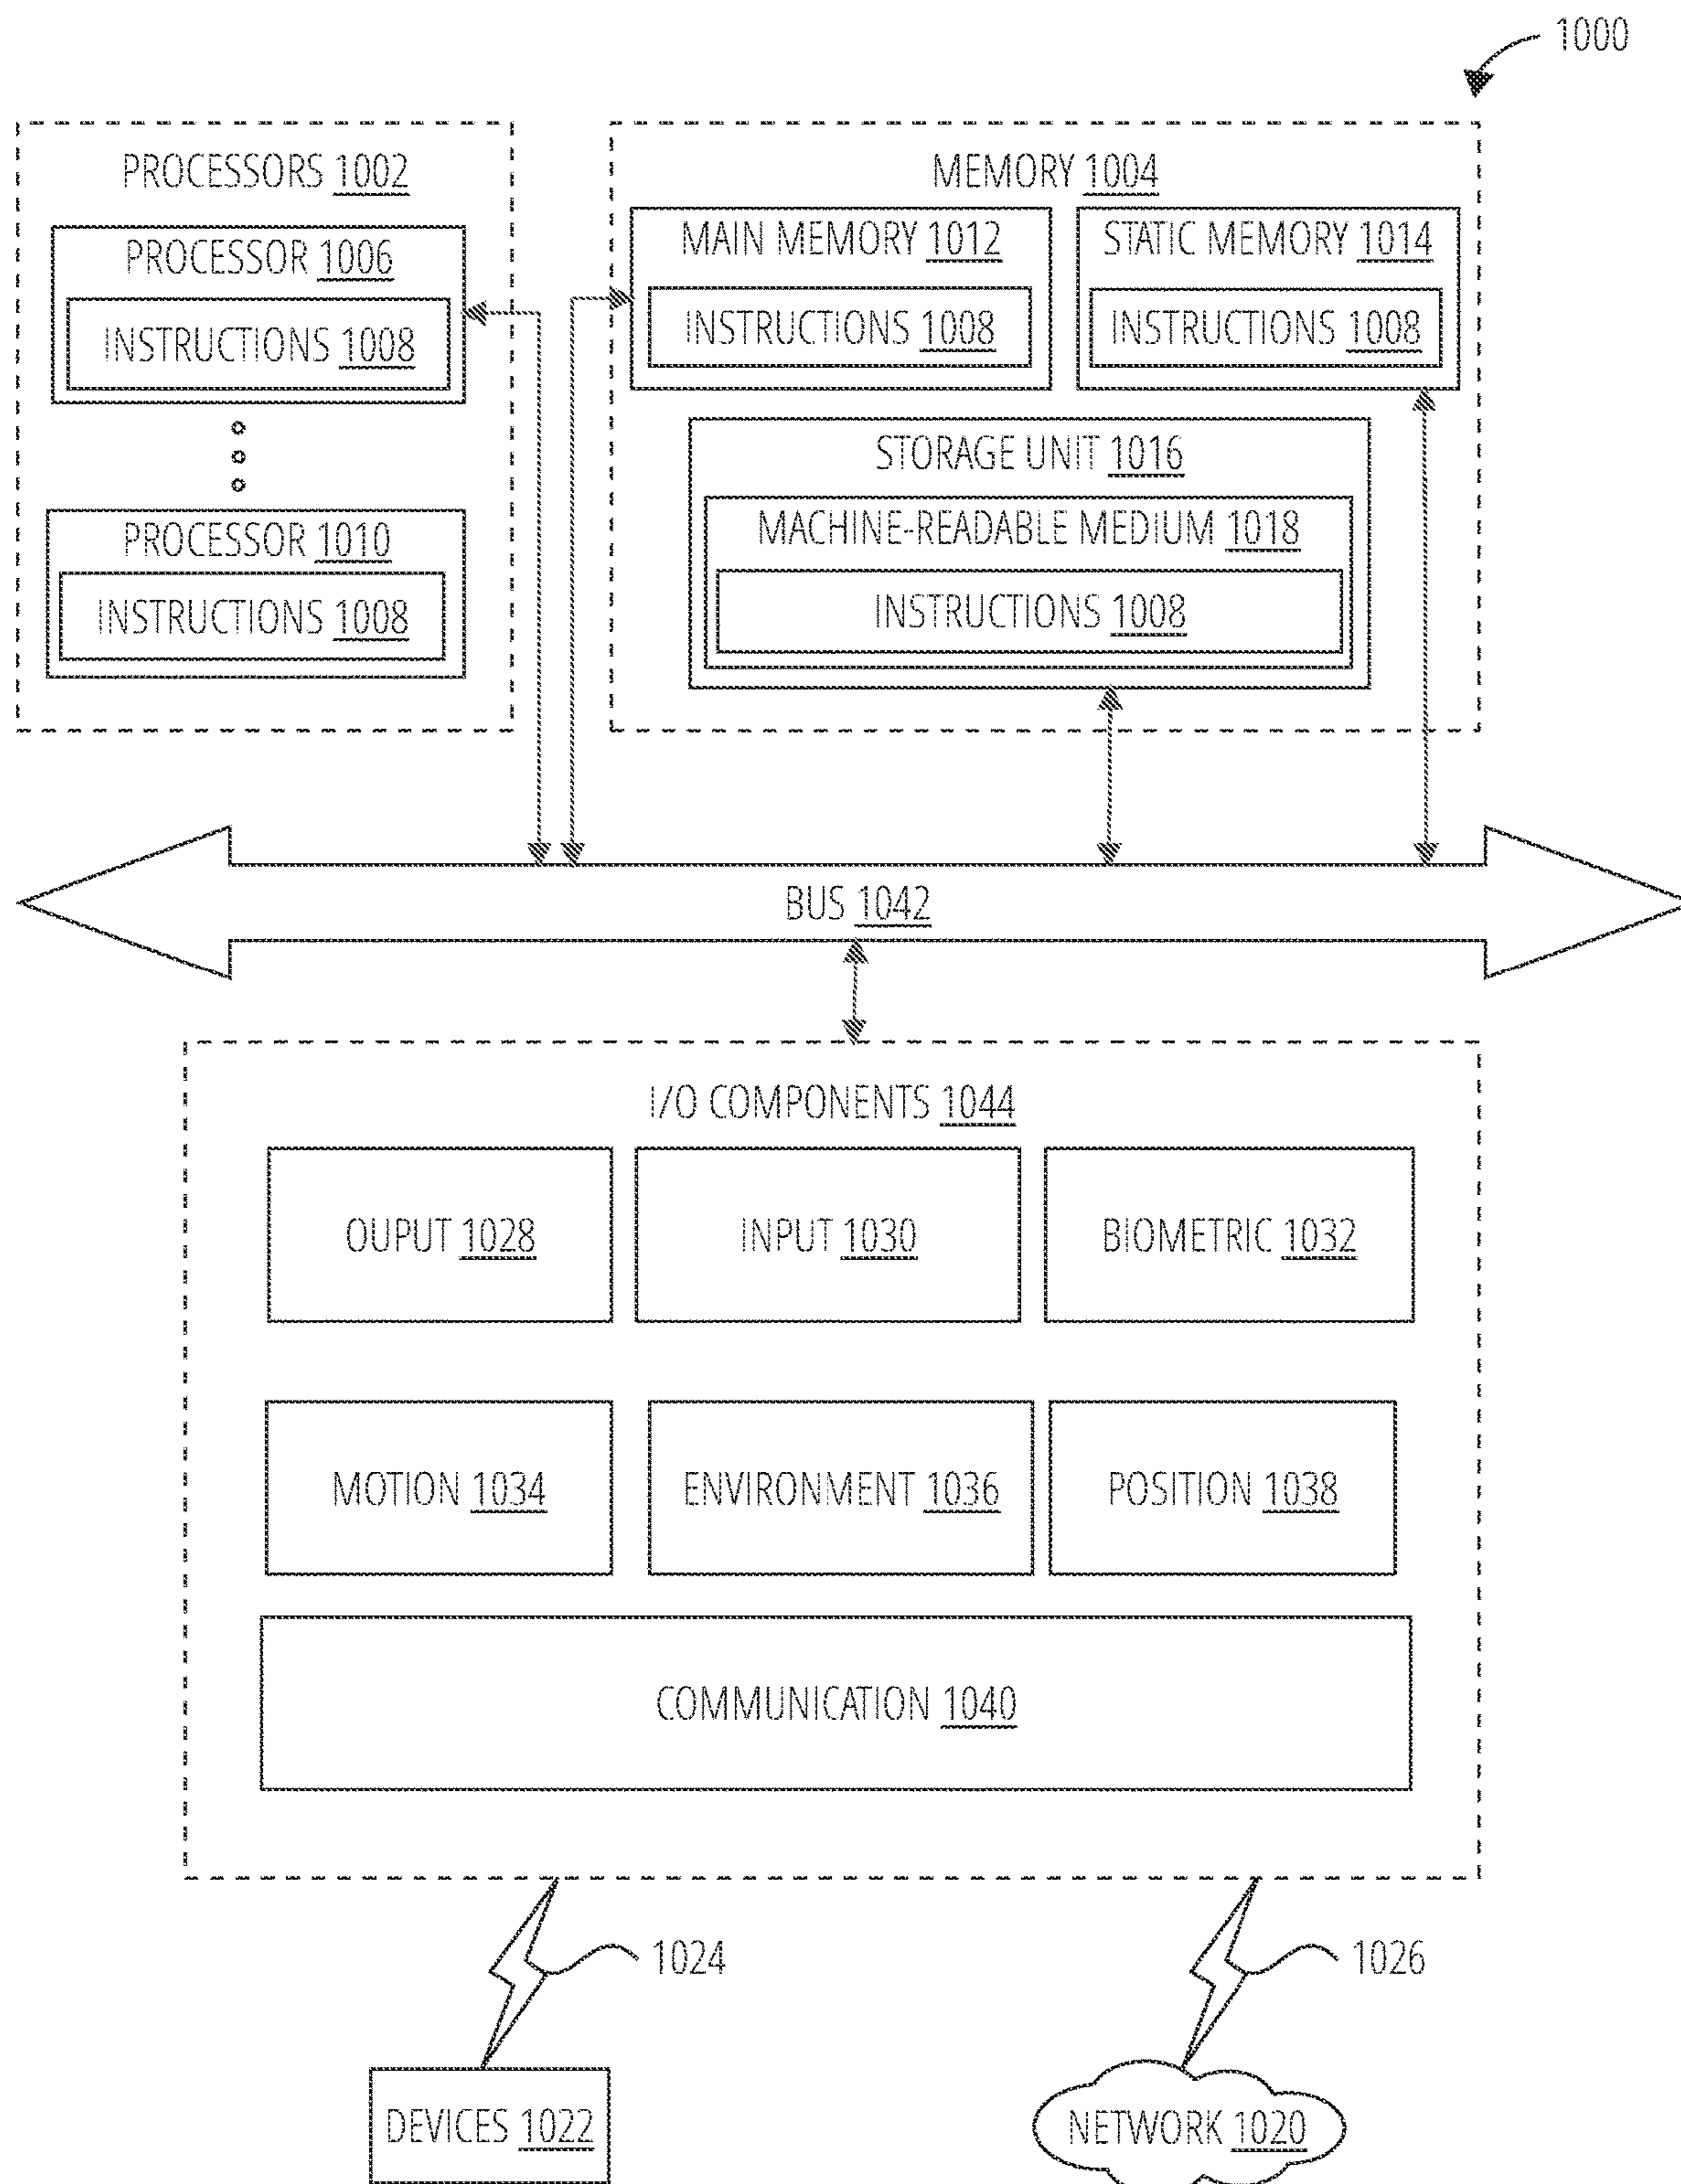 1000
PROCESSORS 1002
PROCESSOR 1006
INSTRUCTIONS 1008
PROCESSOR 1010
INSTRUCTIONS 1008
MEMORY 1004
MAIN MEMORY 1012
INSTRUCTIONS 1008
STATIC MEMORY 1014
INSTRUCTIONS 1008
STORAGE UNIT 1016
MACHINE-READABLE MEDIUM 1018
INSTRUCTIONS 1008
BUS 1042
I/O COMPONENTS 1044
OUPUT 1028
INPUT 1030
BIOMETRIC 1032
MOTION 1034
ENVIRONMENT 1036
POSITION 1038
COMMUNICATION 1040
1024
1026
DEVICES 1022
NETWORK 1020